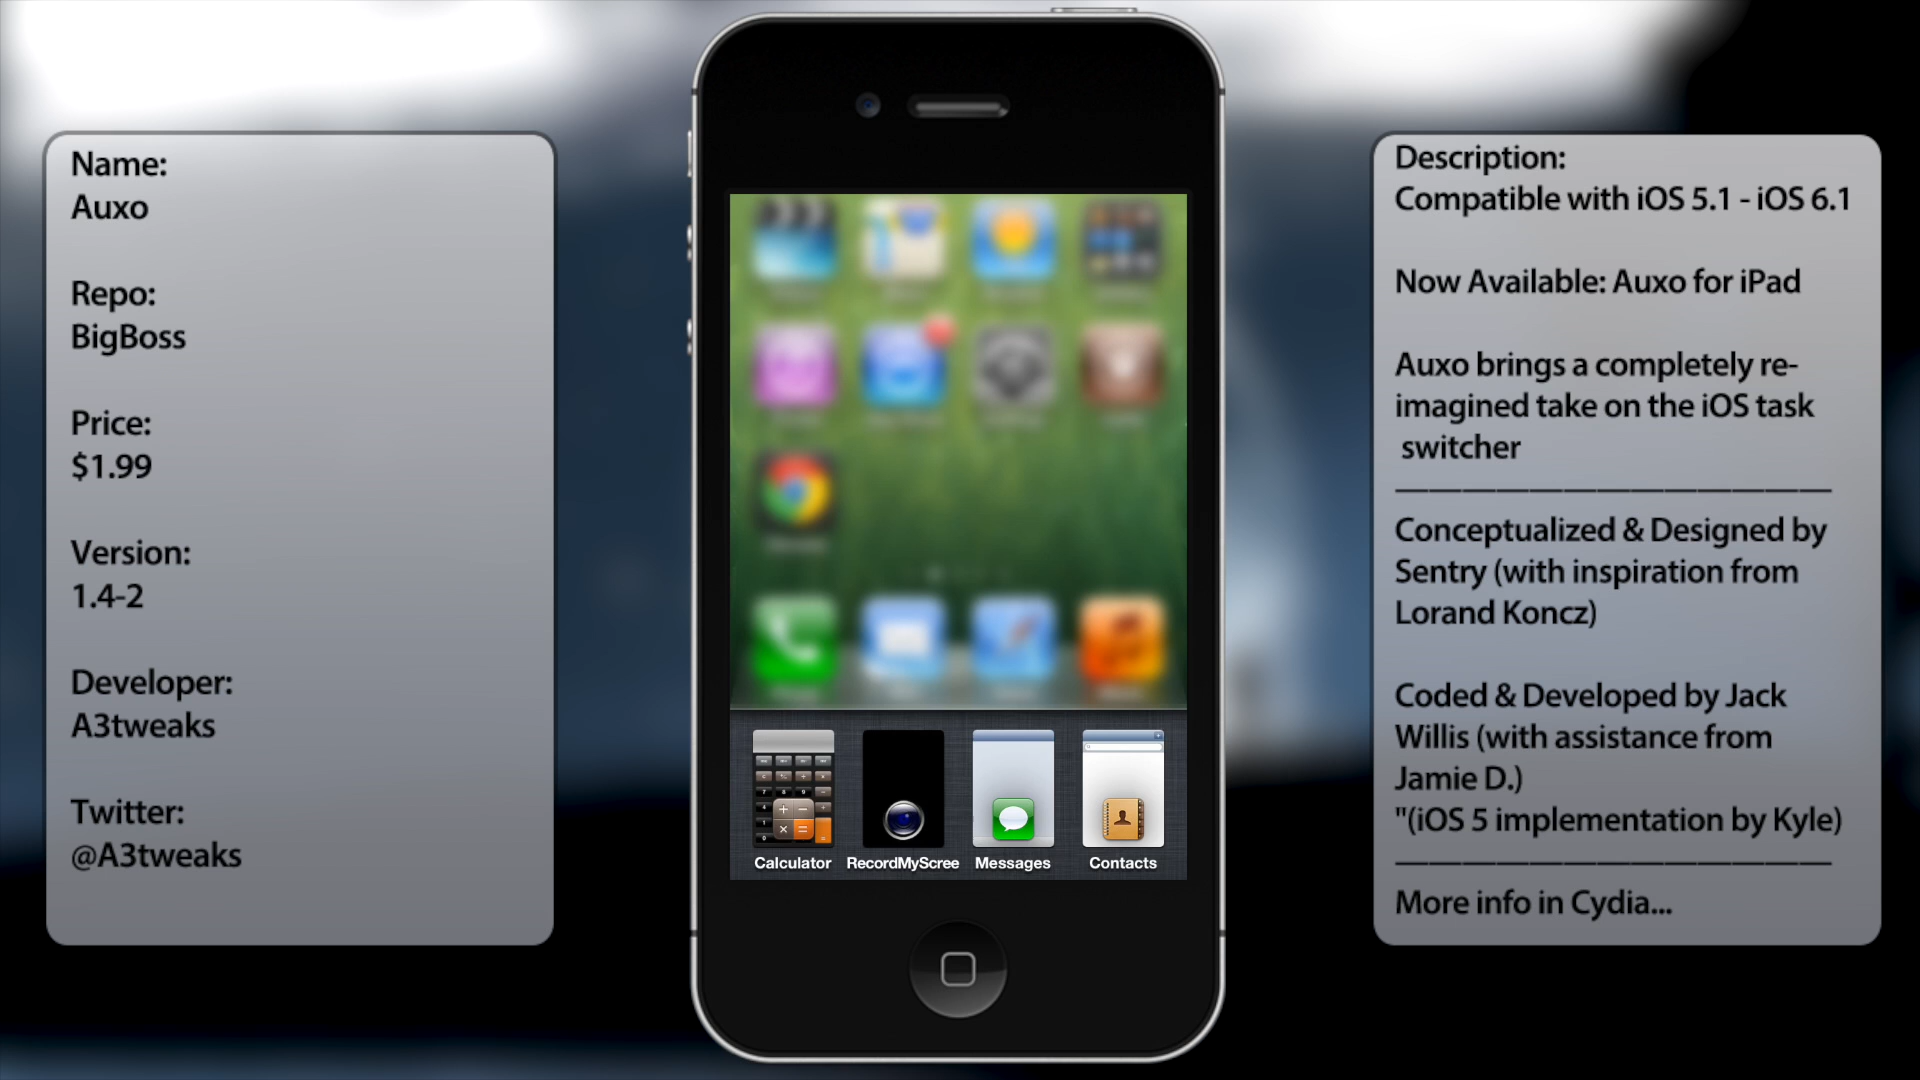 Name:
Auxo
Repo:
BigBoss
Price:
$1.99
Version:
1.4-2
Developer:
A3tweaks
Twitter:
@A3tweaks
Calculator
RecordMyScree
Messages
Contacts
Description:
Compatible with iOS 5.1 - iOS 6.1
Now Available: Auxo for iPad
Auxo brings a completely re-
imagined take on the iOS task
switcher
Conceptualized & Designed by
Sentry (with inspiration from
Lorand Koncz)
Coded & Developed by Jack
Willis (with assistance from
Jamie D.)
"(iOS 5 implementation by Kyle)
More info in Cydia...